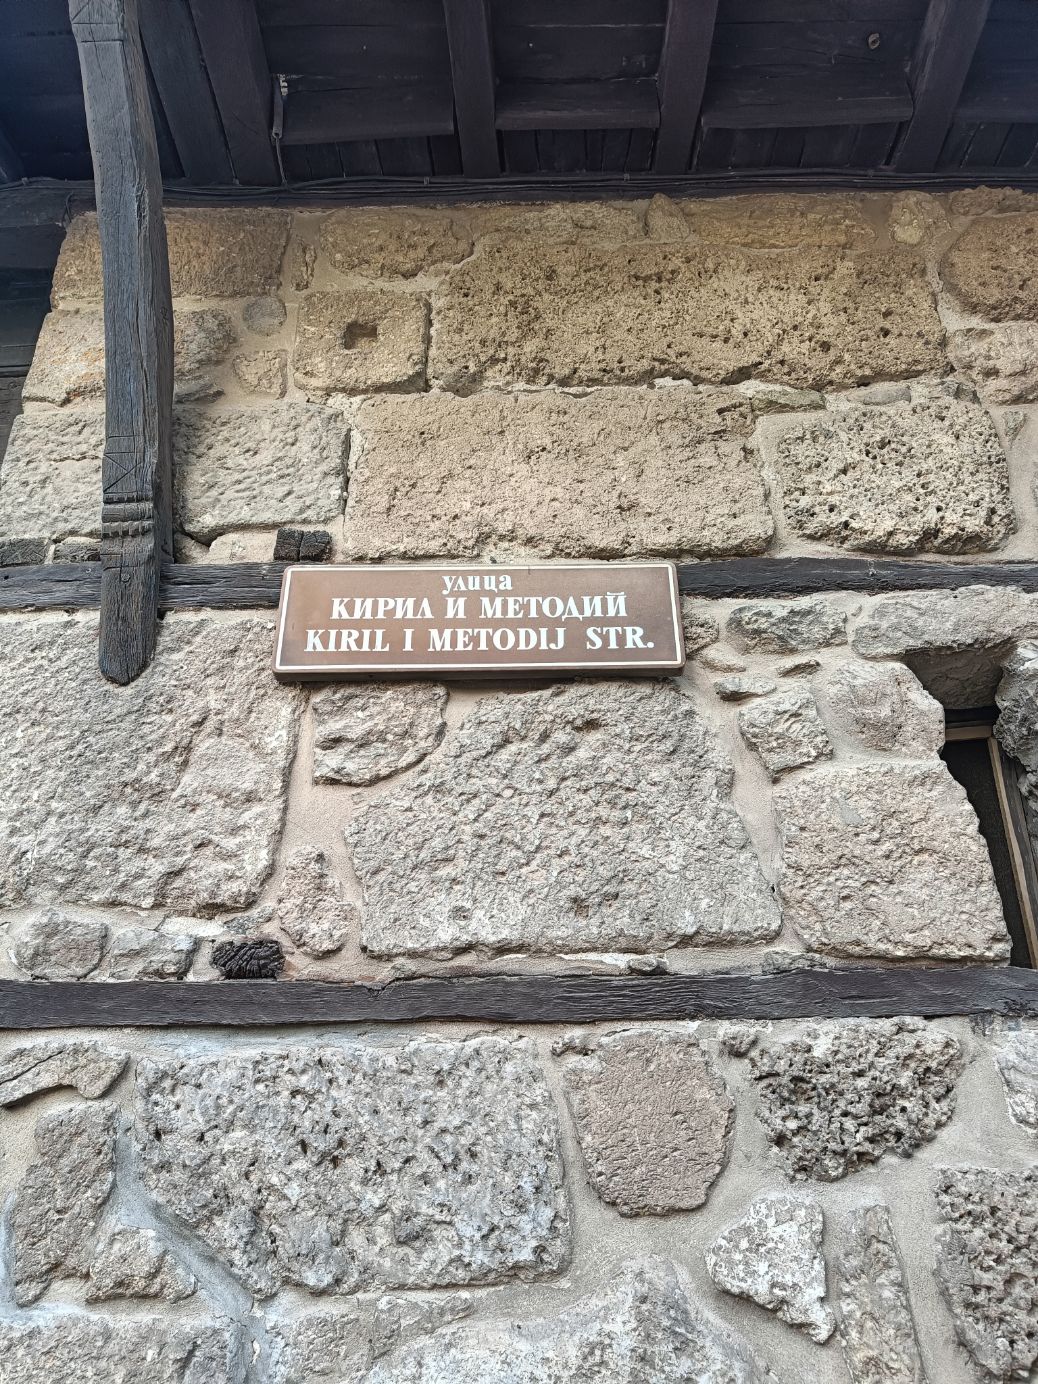 улица
КИРИЛ И МЕТОДИЙ
KIRIL I METODIJ STR.